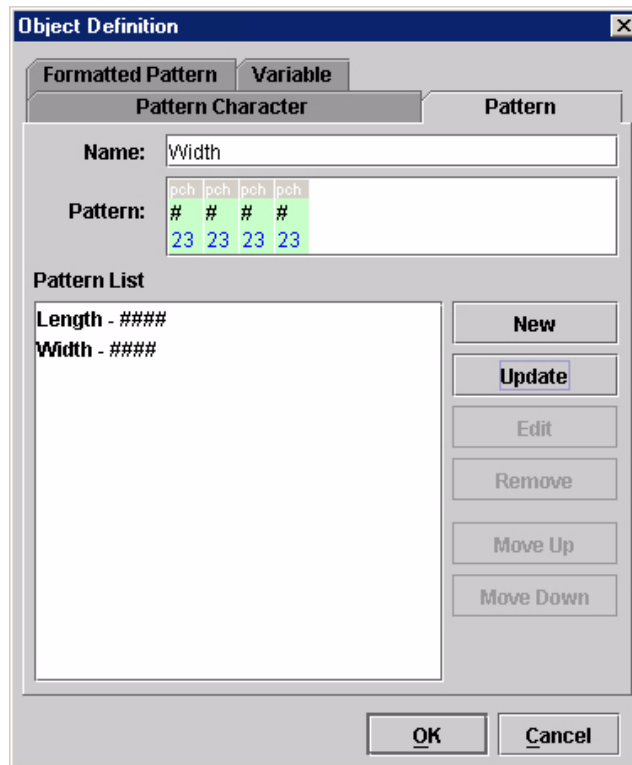 Object Definition
Formatted Pattern Variable
Pattern Character Pattern
Name: Width
pch pch pch pch
Pattern: # # # #
23 23 23 23
Pattern List
Length - ####
Width - ####
New
Update
Edit
Remove
Move Up
Move Down
OK Cancel